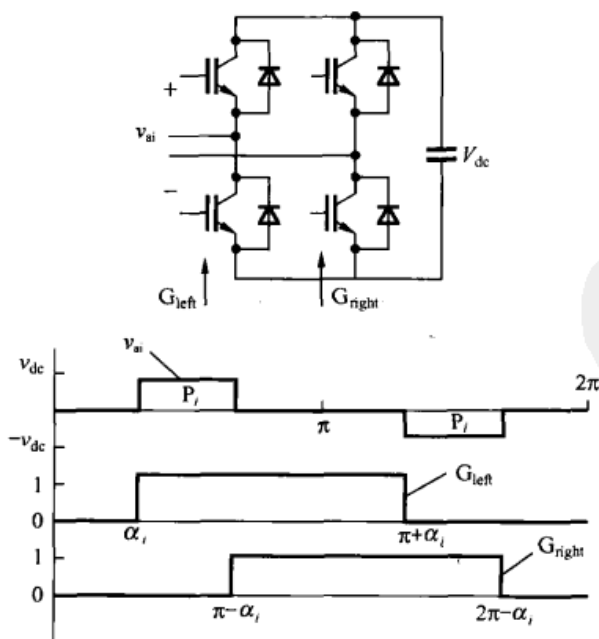 +
v_ai
−
V_dc
G_left
G_right
v_dc
v_ai
P_i
2π
π
P_i
−v_dc
1
G_left
0
α_i
π+α_i
1
G_right
0
π−α_i
2π−α_i